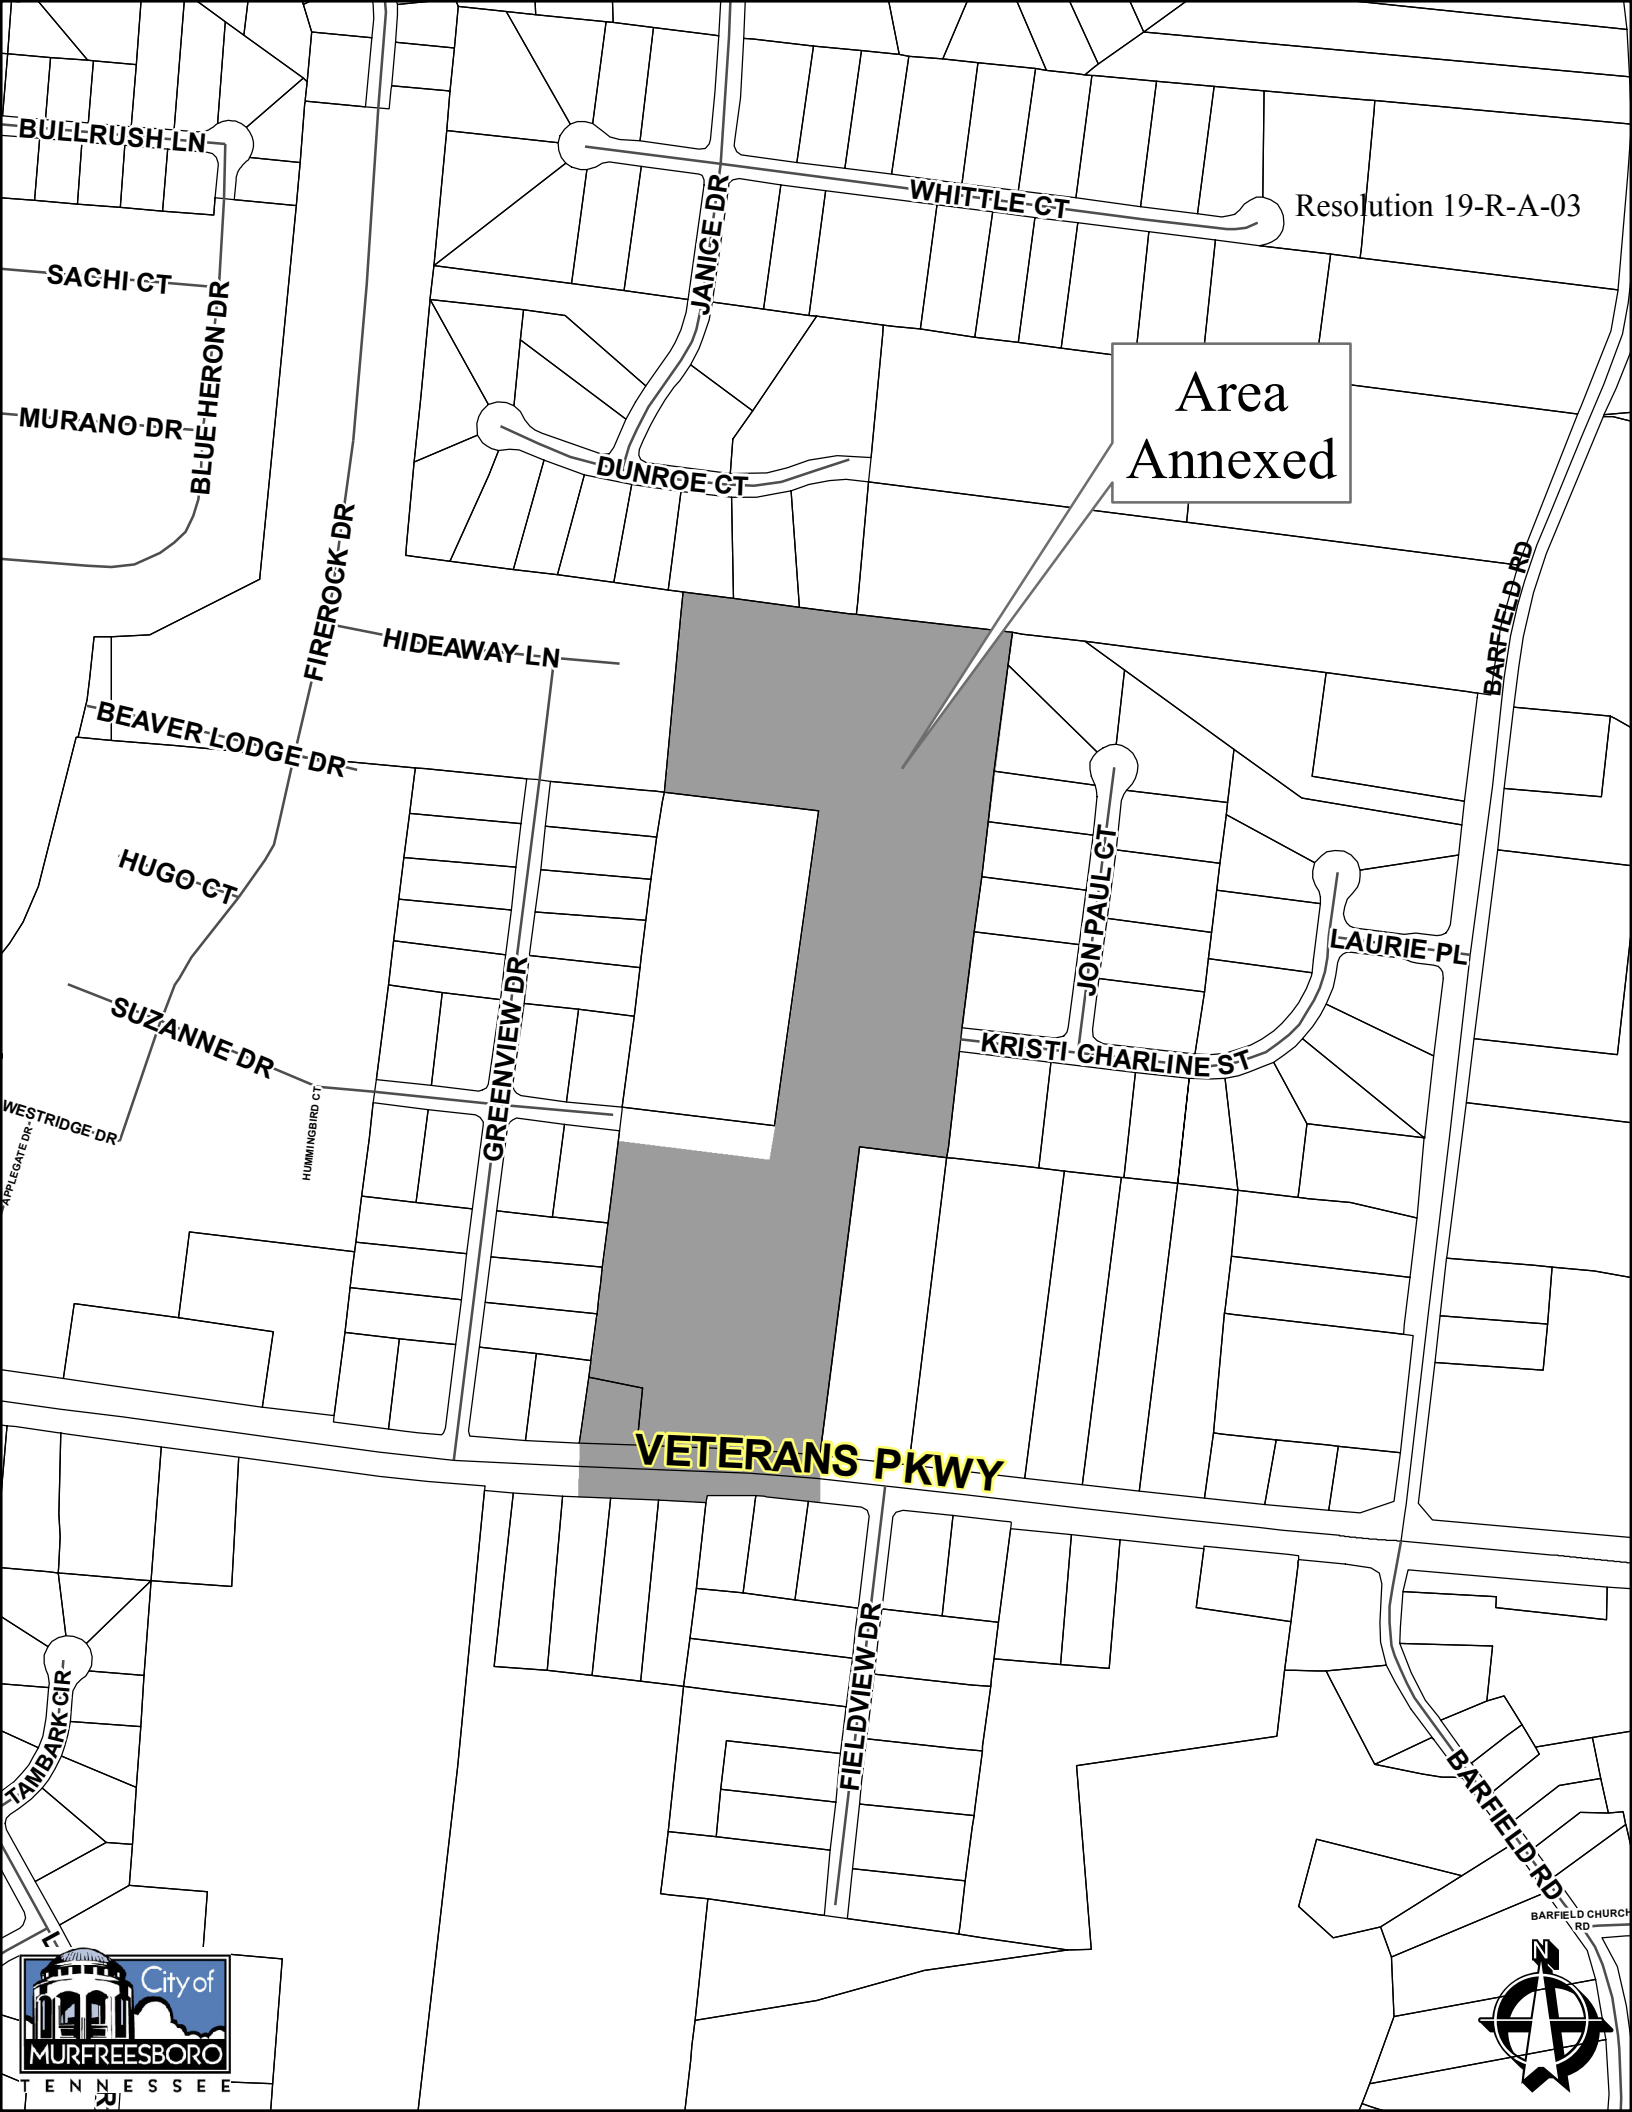 BULLRUSH LN
WHITTLE CT
Resolution 19-R-A-03
JANICE DR
SACHI CT
BLUE HERON DR
MURANO DR
Area
Annexed
DUNROE CT
FIREROCK DR
BARFIELD RD
HIDEAWAY LN
BEAVER LODGE DR
HUGO CT
JON PAUL CT
LAURIE PL
SUZANNE DR
GREENVIEW DR
KRISTI CHARLINE ST
WESTRIDGE DR
APPLEGATE DR
HUMMINGBIRD CT
VETERANS PKWY
FIELDVIEW DR
TAMBARK CIR
BARFIELD RD
BARFIELD CHURCH
RD
L
N
City of
MURFREESBORO
TENNESSEE
R